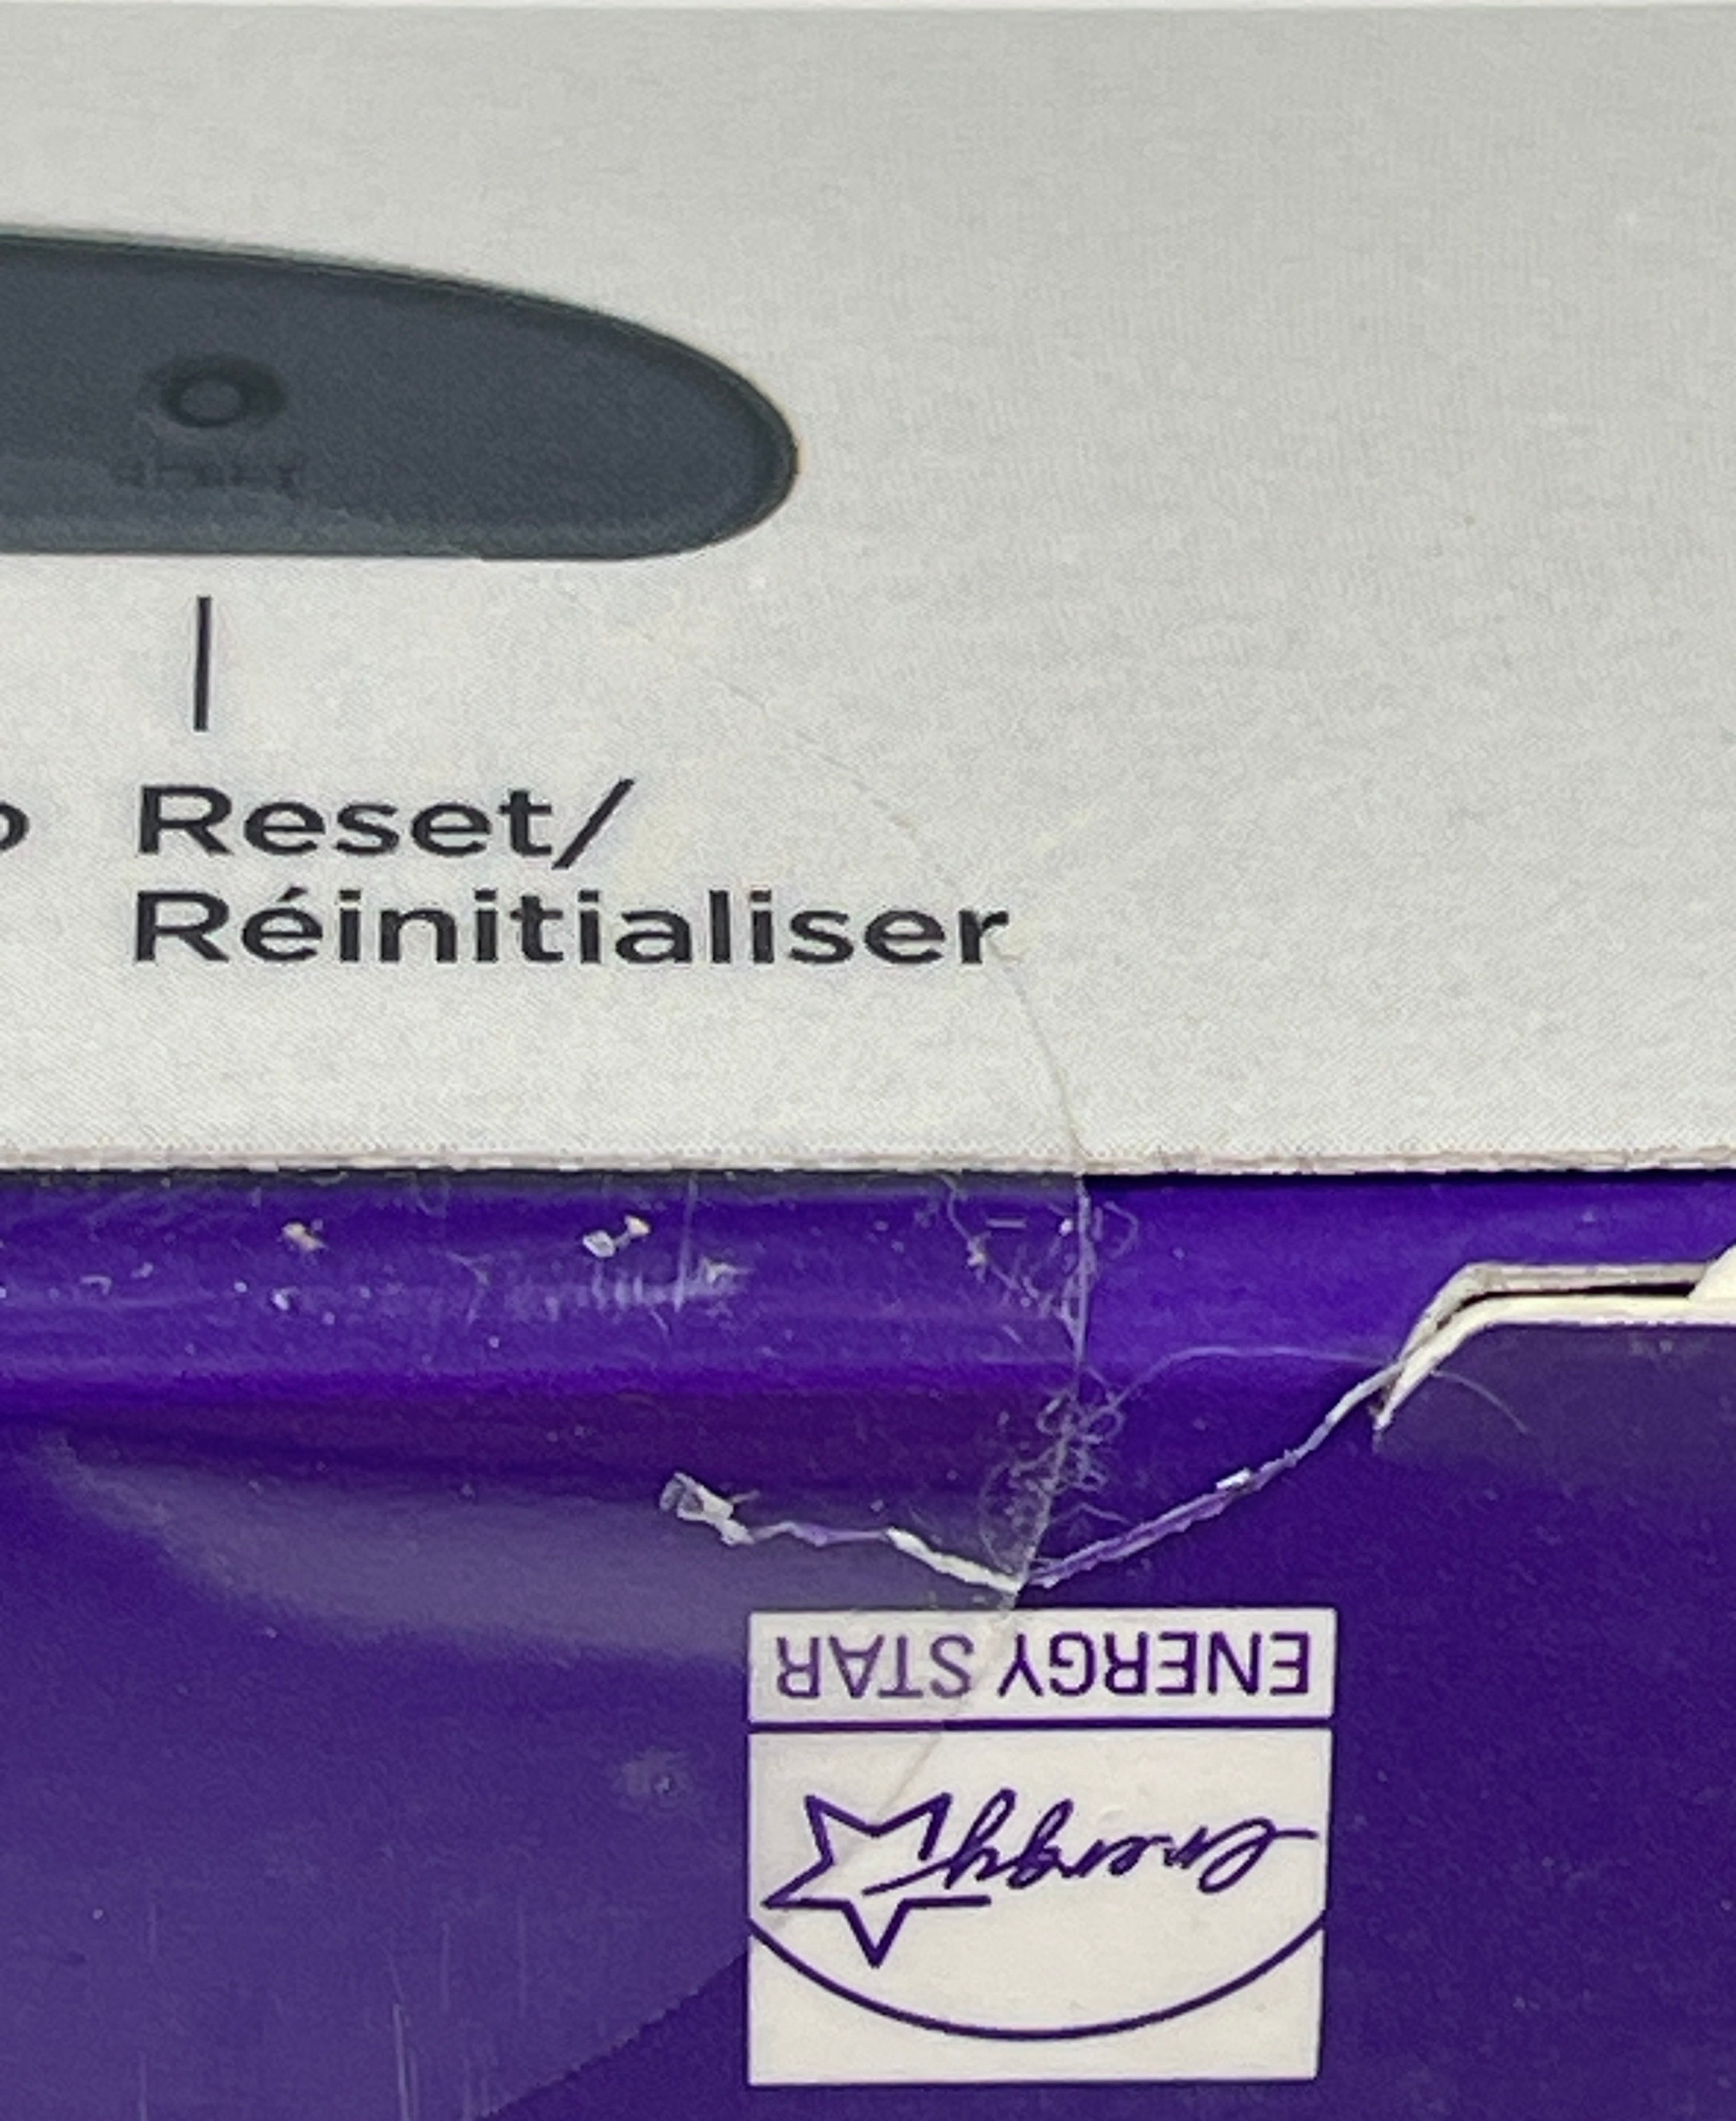 Reset/
Réinitialiser
ENERGY STAR
energy